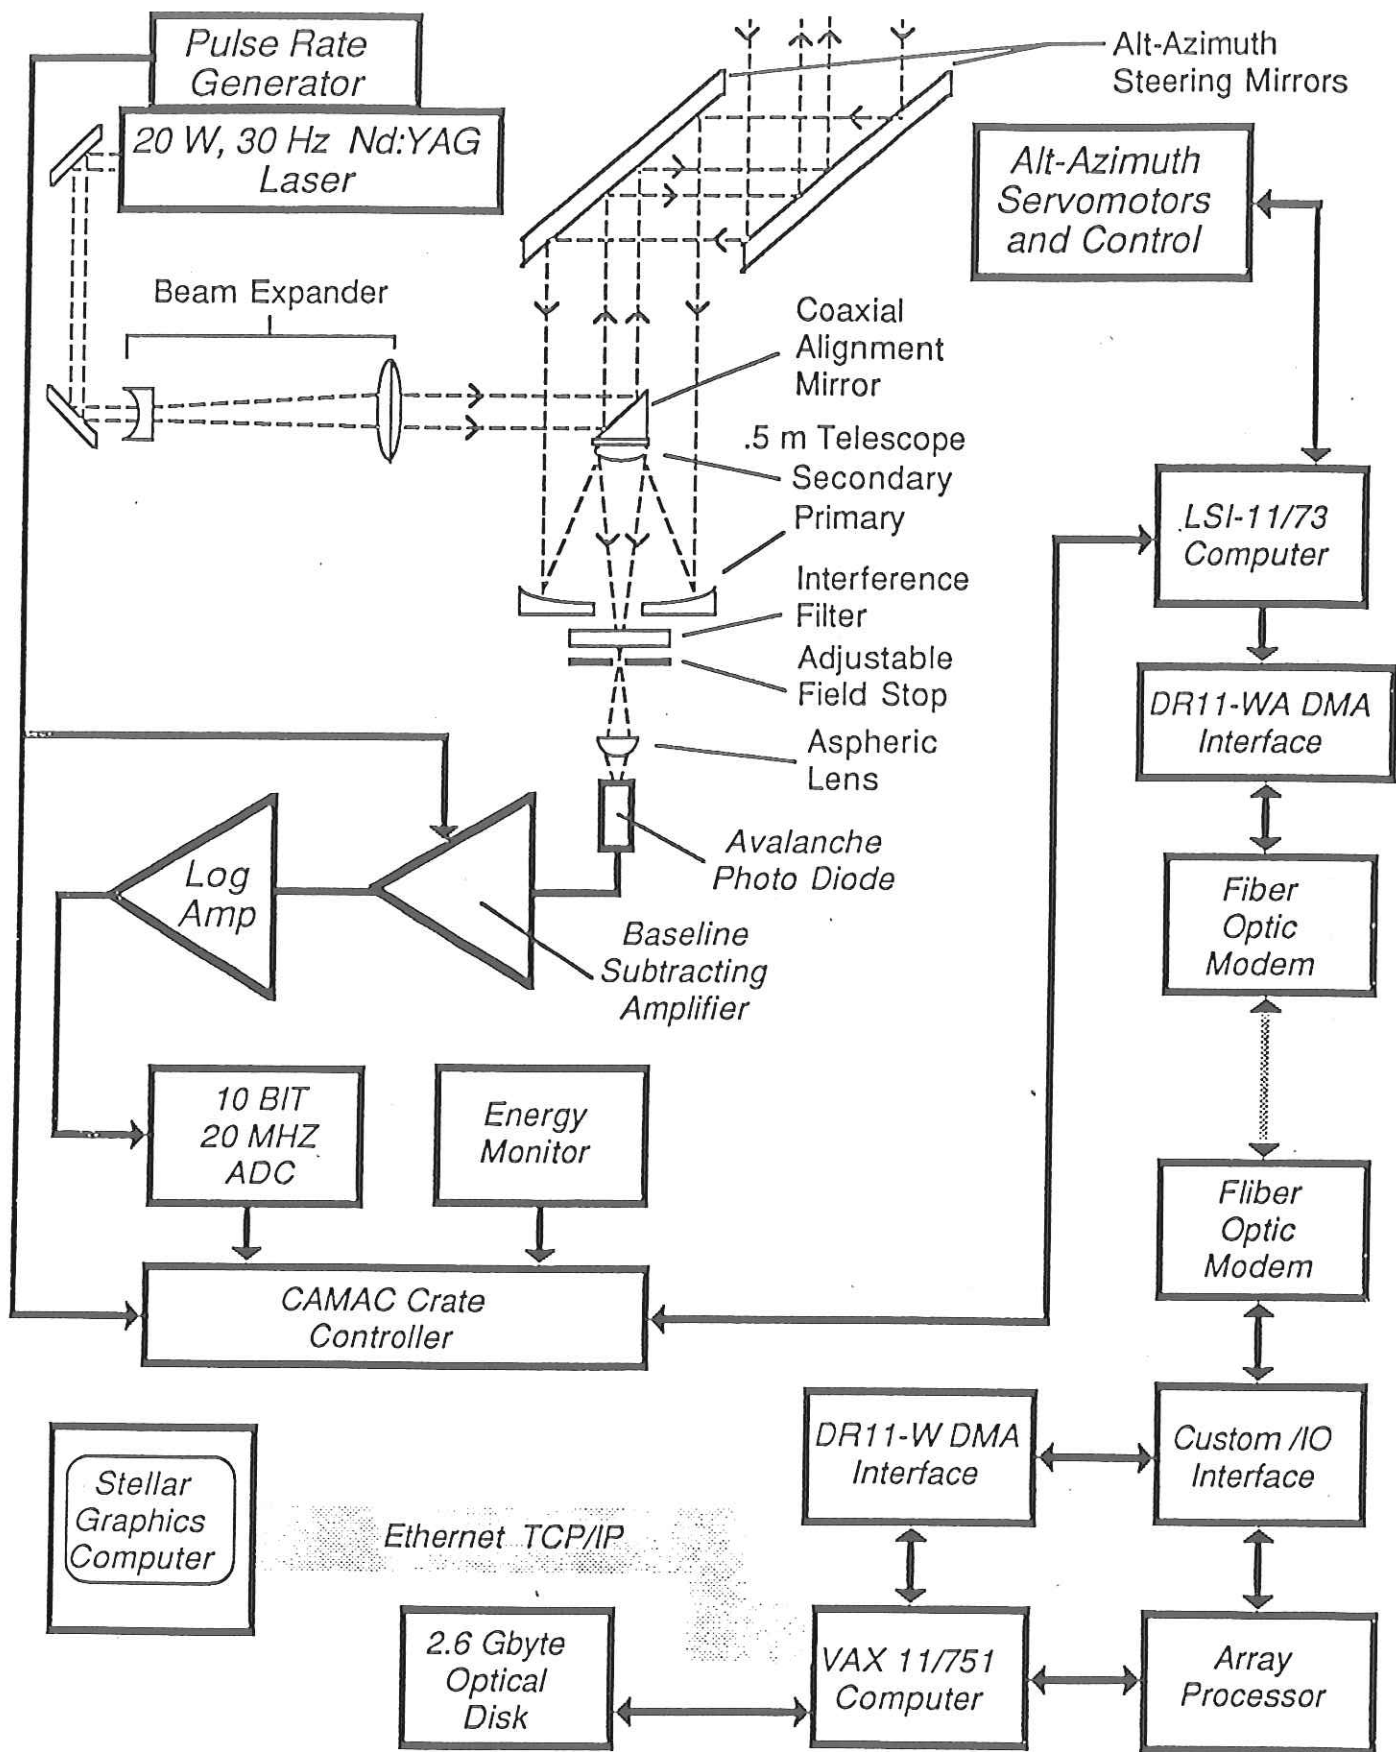 Pulse Rate
Generator
20 W, 30 Hz Nd:YAG
Laser
Alt-Azimuth
Steering Mirrors
Alt-Azimuth
Servomotors
and Control
Beam Expander
Coaxial
Alignment
Mirror
.5 m Telescope
Secondary
Primary
Interference
Filter
Adjustable
Field Stop
Aspheric
Lens
Avalanche
Photo Diode
Baseline
Subtracting
Amplifier
Log
Amp
LSI-11/73
Computer
DR11-WA DMA
Interface
Fiber
Optic
Modem
10 BIT
20 MHZ
ADC
Energy
Monitor
Fliber
Optic
Modem
CAMAC Crate
Controller
DR11-W DMA
Interface
Custom /IO
Interface
Stellar
Graphics
Computer
Ethernet TCP/IP
2.6 Gbyte
Optical
Disk
VAX 11/751
Computer
Array
Processor